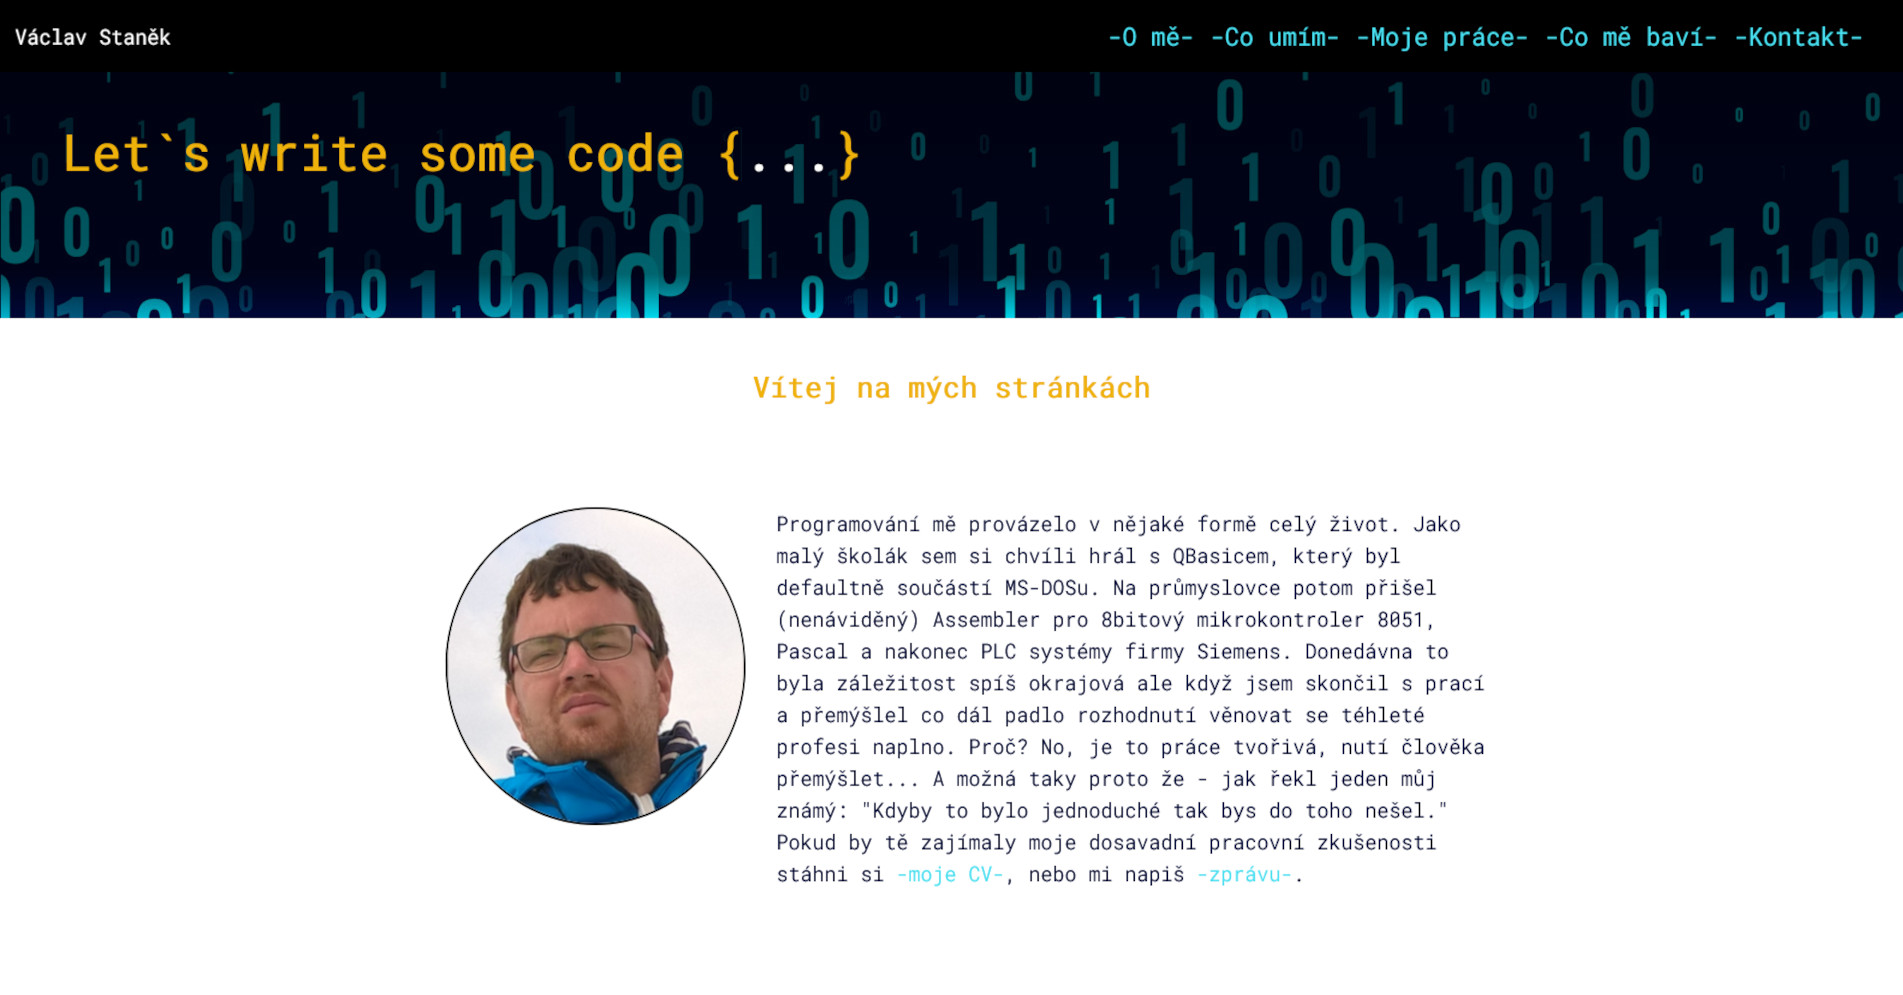 Václav Staněk
-O mě- -Co umím- -Moje práce- -Co mě baví- -Kontakt-
Let`s write some code {...}
Vítej na mých stránkách
Programování mě provázelo v nějaké formě celý život. Jako
malý školák sem si chvíli hrál s QBasicem, který byl
defaultně součástí MS-DOSu. Na průmyslovce potom přišel
(nenáviděný) Assembler pro 8bitový mikrokontroler 8051,
Pascal a nakonec PLC systémy firmy Siemens. Donedávna to
byla záležitost spíš okrajová ale když jsem skončil s prací
a přemýšlel co dál padlo rozhodnutí věnovat se téhleté
profesi naplno. Proč? No, je to práce tvořivá, nutí člověka
přemýšlet... A možná taky proto že - jak řekl jeden můj
známý: "Kdyby to bylo jednoduché tak bys do toho nešel."
Pokud by tě zajímaly moje dosavadní pracovní zkušenosti
stáhni si -moje CV-, nebo mi napiš -zprávu-.